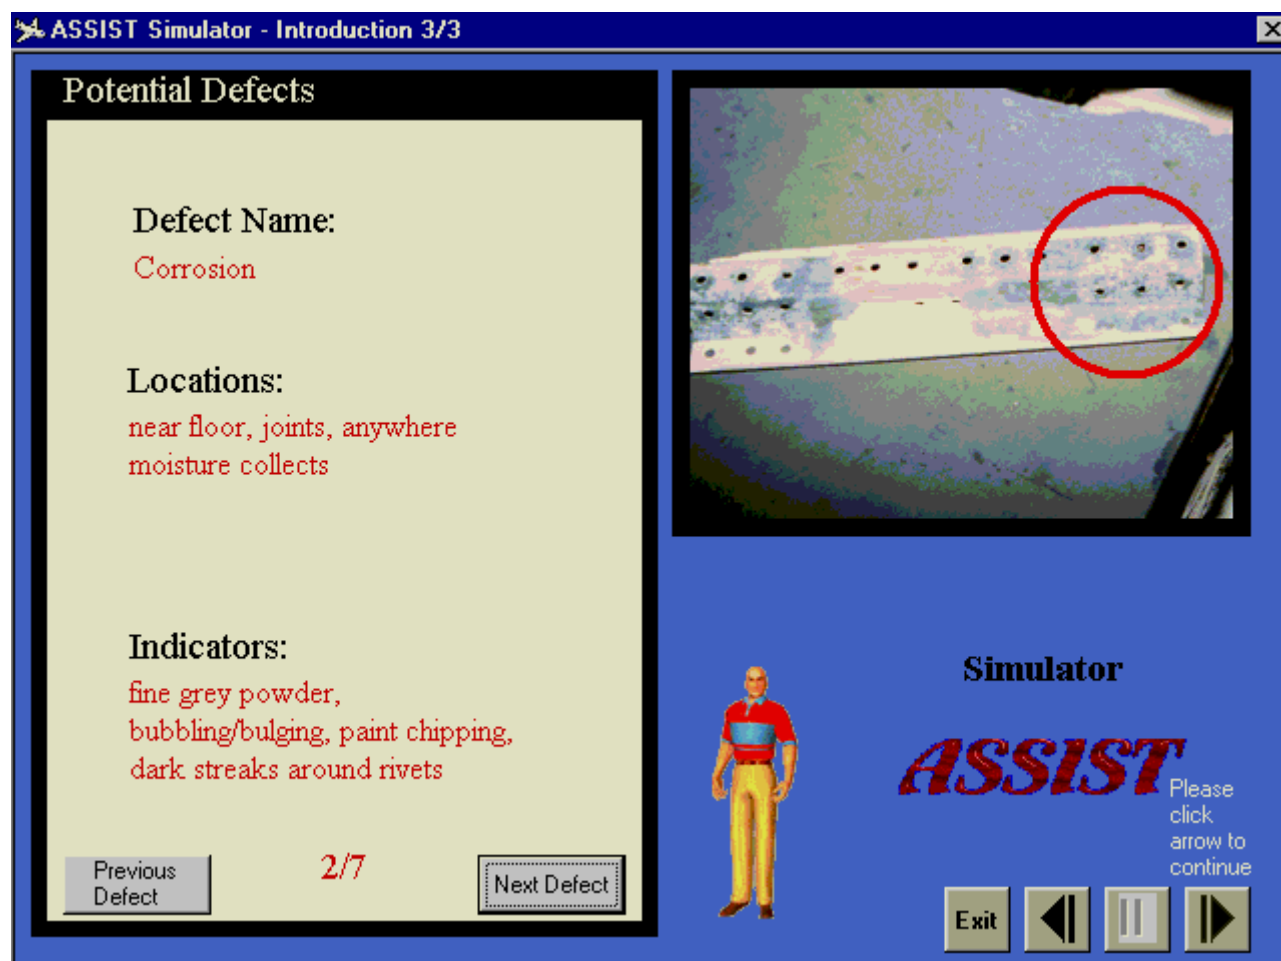 ASSIST Simulator - Introduction 3/3
Potential Defects
Defect Name:
Corrosion
Locations:
near floor, joints, anywhere
moisture collects
Indicators:
fine grey powder,
bubbling/bulging, paint chipping,
dark streaks around rivets
Previous
Defect
2/7
Next Defect
Simulator
ASSIST
Please
click
arrow to
continue
Exit